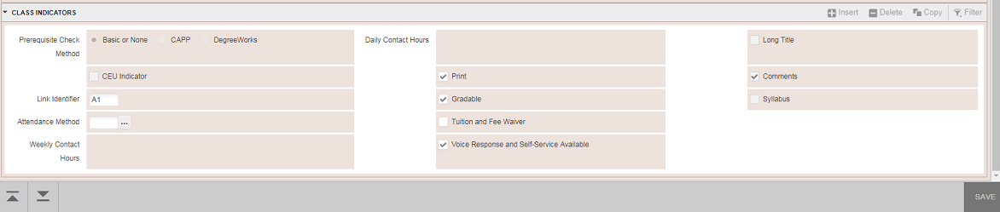 CLASS INDICATORS Insert Delete Copy Filter
Prerequisite Check Method Basic or None CAPP DegreeWorks Daily Contact Hours Long Title
CEU Indicator Print Comments
Link Identifier A1 Gradable Syllabus
Attendance Method ... Tuition and Fee Waiver
Weekly Contact Hours Voice Response and Self-Service Available
SAVE